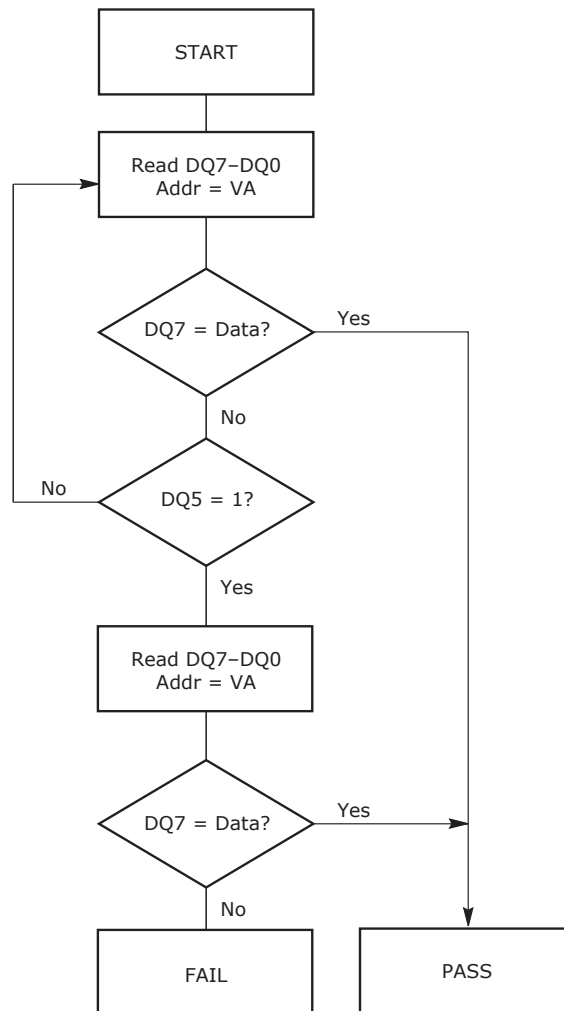 START
Read DQ7–DQ0
Addr = VA
DQ7 = Data?
Yes
No
No
DQ5 = 1?
Yes
Read DQ7–DQ0
Addr = VA
DQ7 = Data?
Yes
No
FAIL
PASS